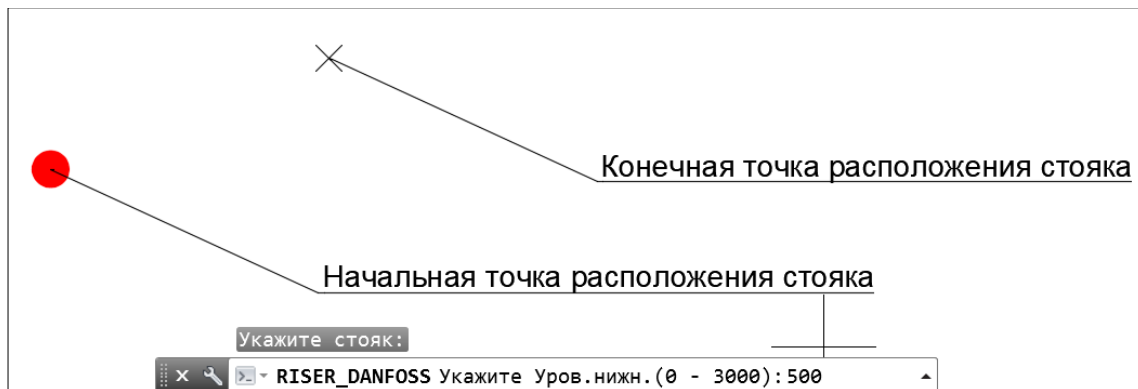 Конечная точка расположения стояка
Начальная точка расположения стояка
Укажите стояк:
RISER_DANFOSS Укажите Уров.нижн.(0 - 3000):500